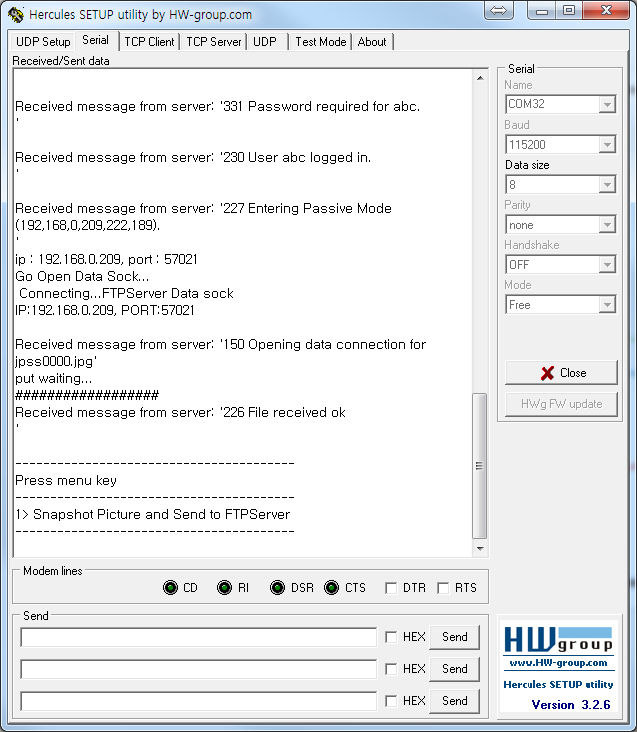 Hercules SETUP utility by HW-group.com
UDP Setup Serial TCP Client TCP Server UDP Test Mode About
Received/Sent data
Received message from server: '331 Password required for abc.
'
Received message from server: '230 User abc logged in.
'
Received message from server: '227 Entering Passive Mode
(192,168,0,209,222,189).
'
ip : 192.168.0.209, port : 57021
Go Open Data Sock...
Connecting...FTPServer Data sock
IP:192.168.0.209, PORT:57021
Received message from server: '150 Opening data connection for
jpss0000.jpg'
put waiting...
##################
Received message from server: '226 File received ok
'
----------------------------------------
Press menu key
----------------------------------------
1> Snapshot Picture and Send to FTPServer
----------------------------------------
Serial
Name
COM32
Baud
115200
Data size
8
Parity
none
Handshake
OFF
Mode
Free
Close
HWg FW update
Modem lines
CD RI DSR CTS DTR RTS
Send
HEX Send
HEX Send
HEX Send
HW group
www.HW-group.com
Hercules SETUP utility
Version 3.2.6